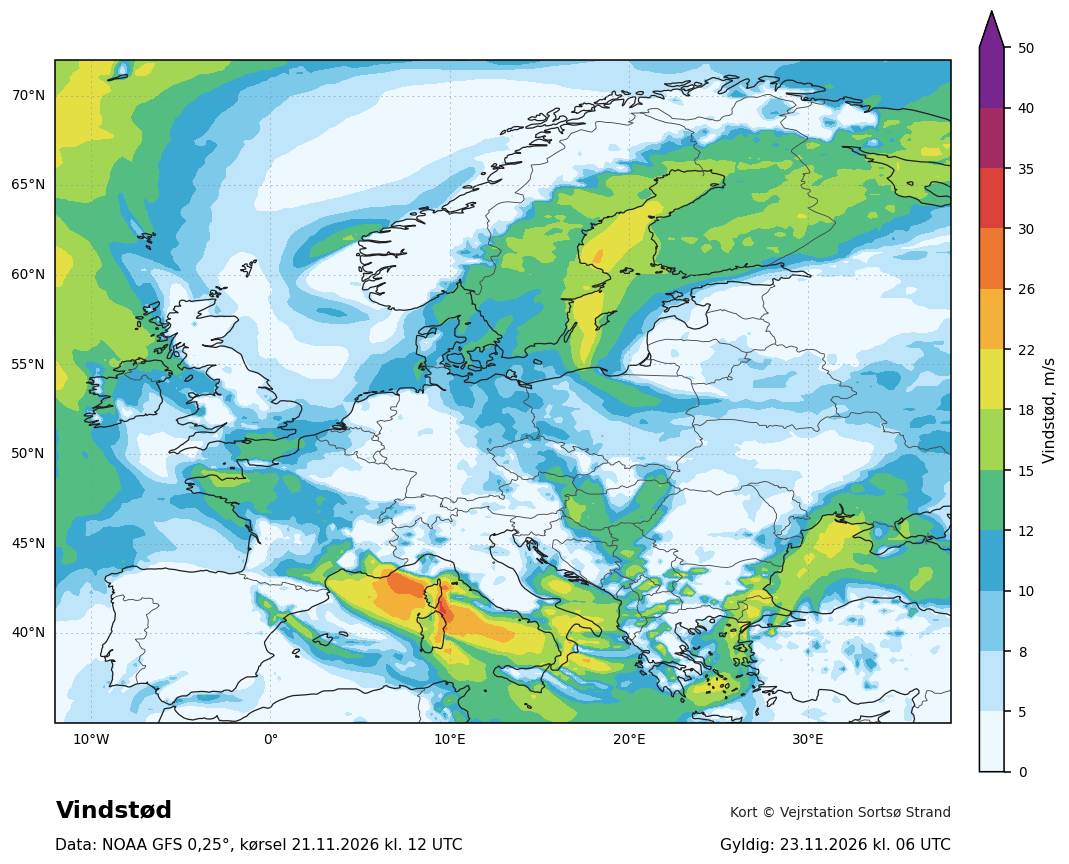 70°N
65°N
60°N
55°N
50°N
45°N
40°N
10°W 0° 10°E 20°E 30°E
50
40
35
30
26
22
18
15
12
10
8
5
0
Vindstød, m/s
Vindstød
Kort © Vejrstation Sortsø Strand
Data: NOAA GFS 0,25°, kørsel 21.11.2026 kl. 12 UTC
Gyldig: 23.11.2026 kl. 06 UTC